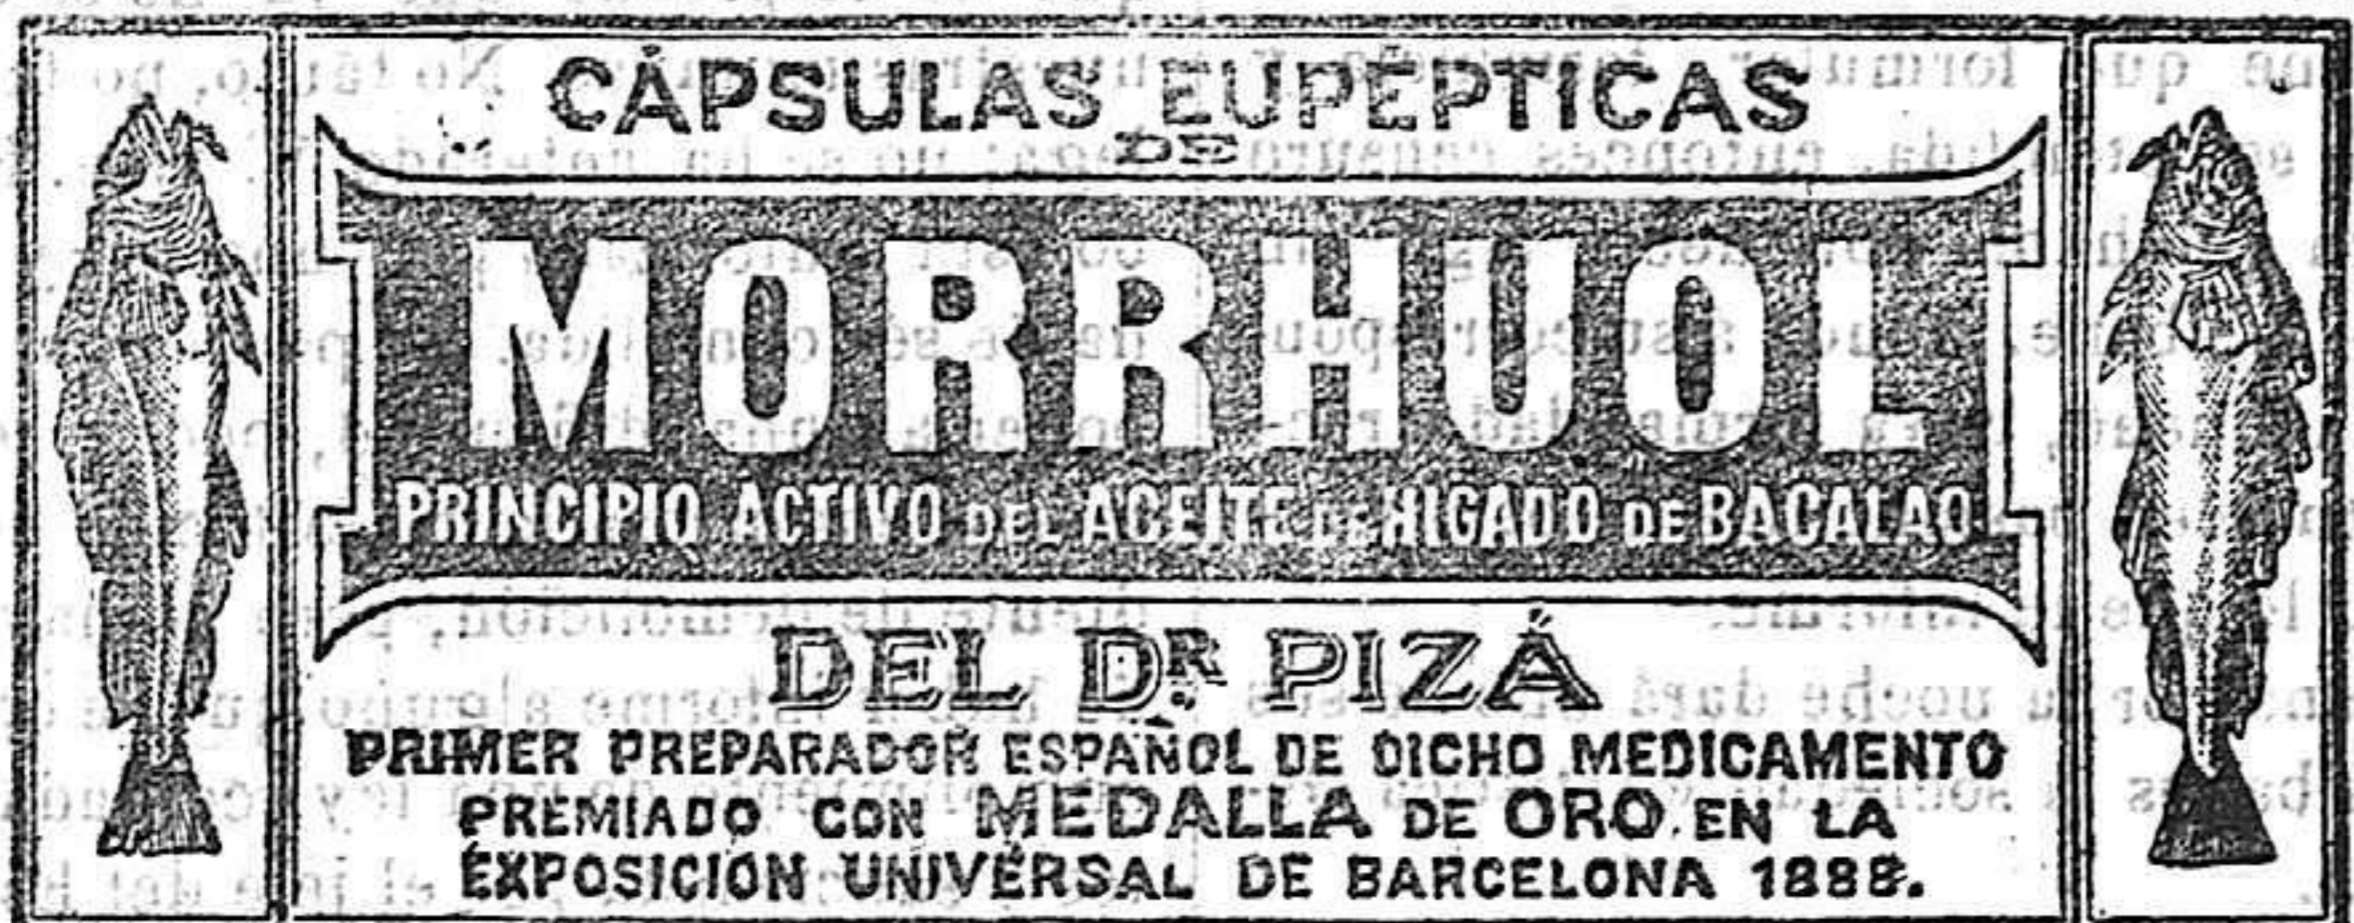 CÁPSULAS EUPÉPTICAS
DE
MORRHUOL
PRINCIPIO ACTIVO DEL ACEITE DE HIGADO DE BACALAO
DEL DR. PIZÁ
PRIMER PREPARADOR ESPAÑOL DE DICHO MEDICAMENTO
PREMIADO CON MEDALLA DE ORO EN LA
EXPOSICIÓN UNIVERSAL DE BARCELONA 1888.